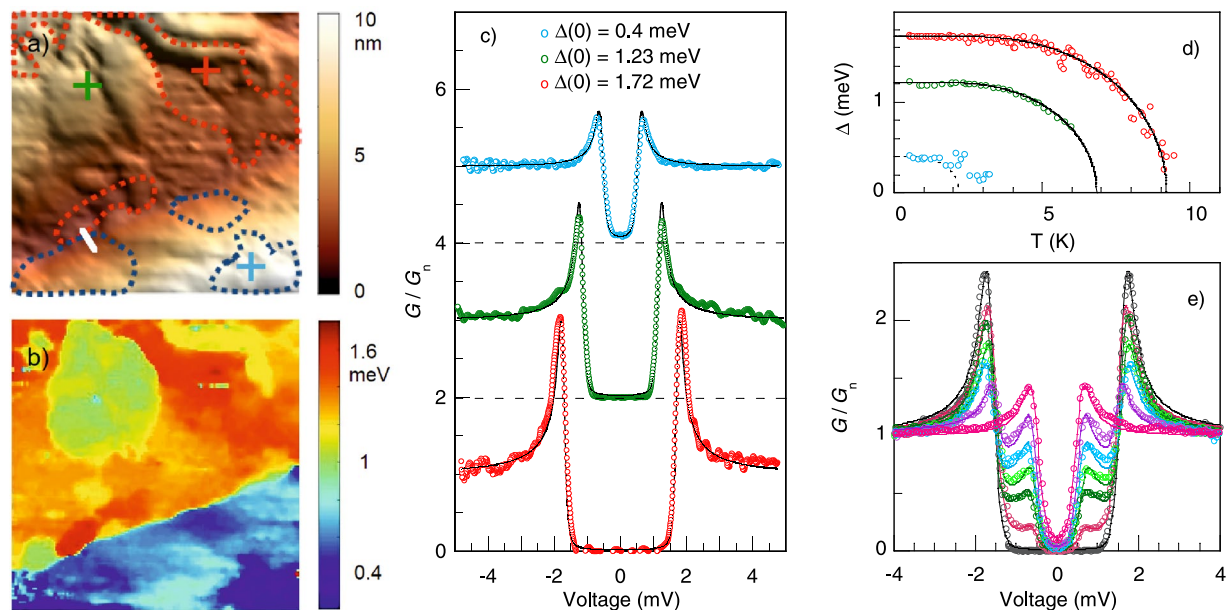 a)
10
nm
5
0
b)
1.6
meV
1
0.4
c)
Δ(0) = 0.4 meV
Δ(0) = 1.23 meV
Δ(0) = 1.72 meV
6
4
2
0
G / Gn
-4 -2 0 2 4
Voltage (mV)
d)
1
0
Δ (meV)
0 5 10
T (K)
e)
2
1
0
G / Gn
-4 -2 0 2 4
Voltage (mV)